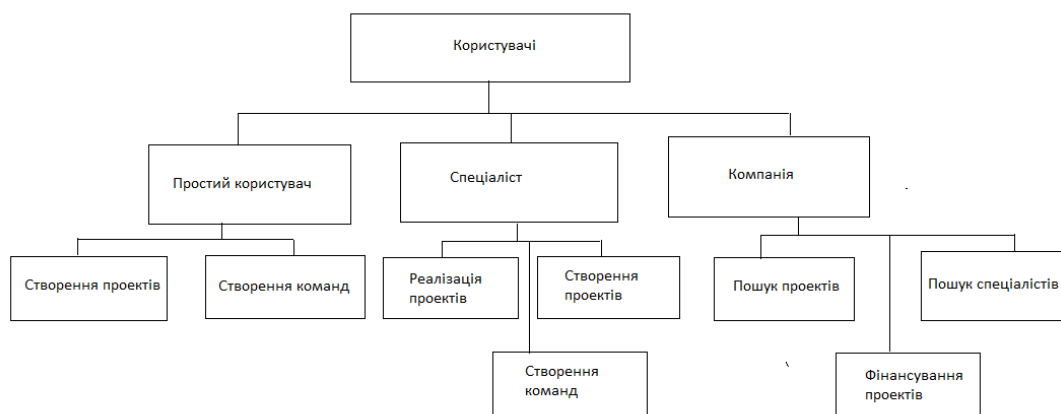 Користувачі
Простий користувач
Спеціаліст
Компанія
Створення проектів
Створення команд
Реалізація
проектів
Створення
проектів
Пошук проектів
Пошук спеціалістів
Створення
команд
Фінансування
проектів